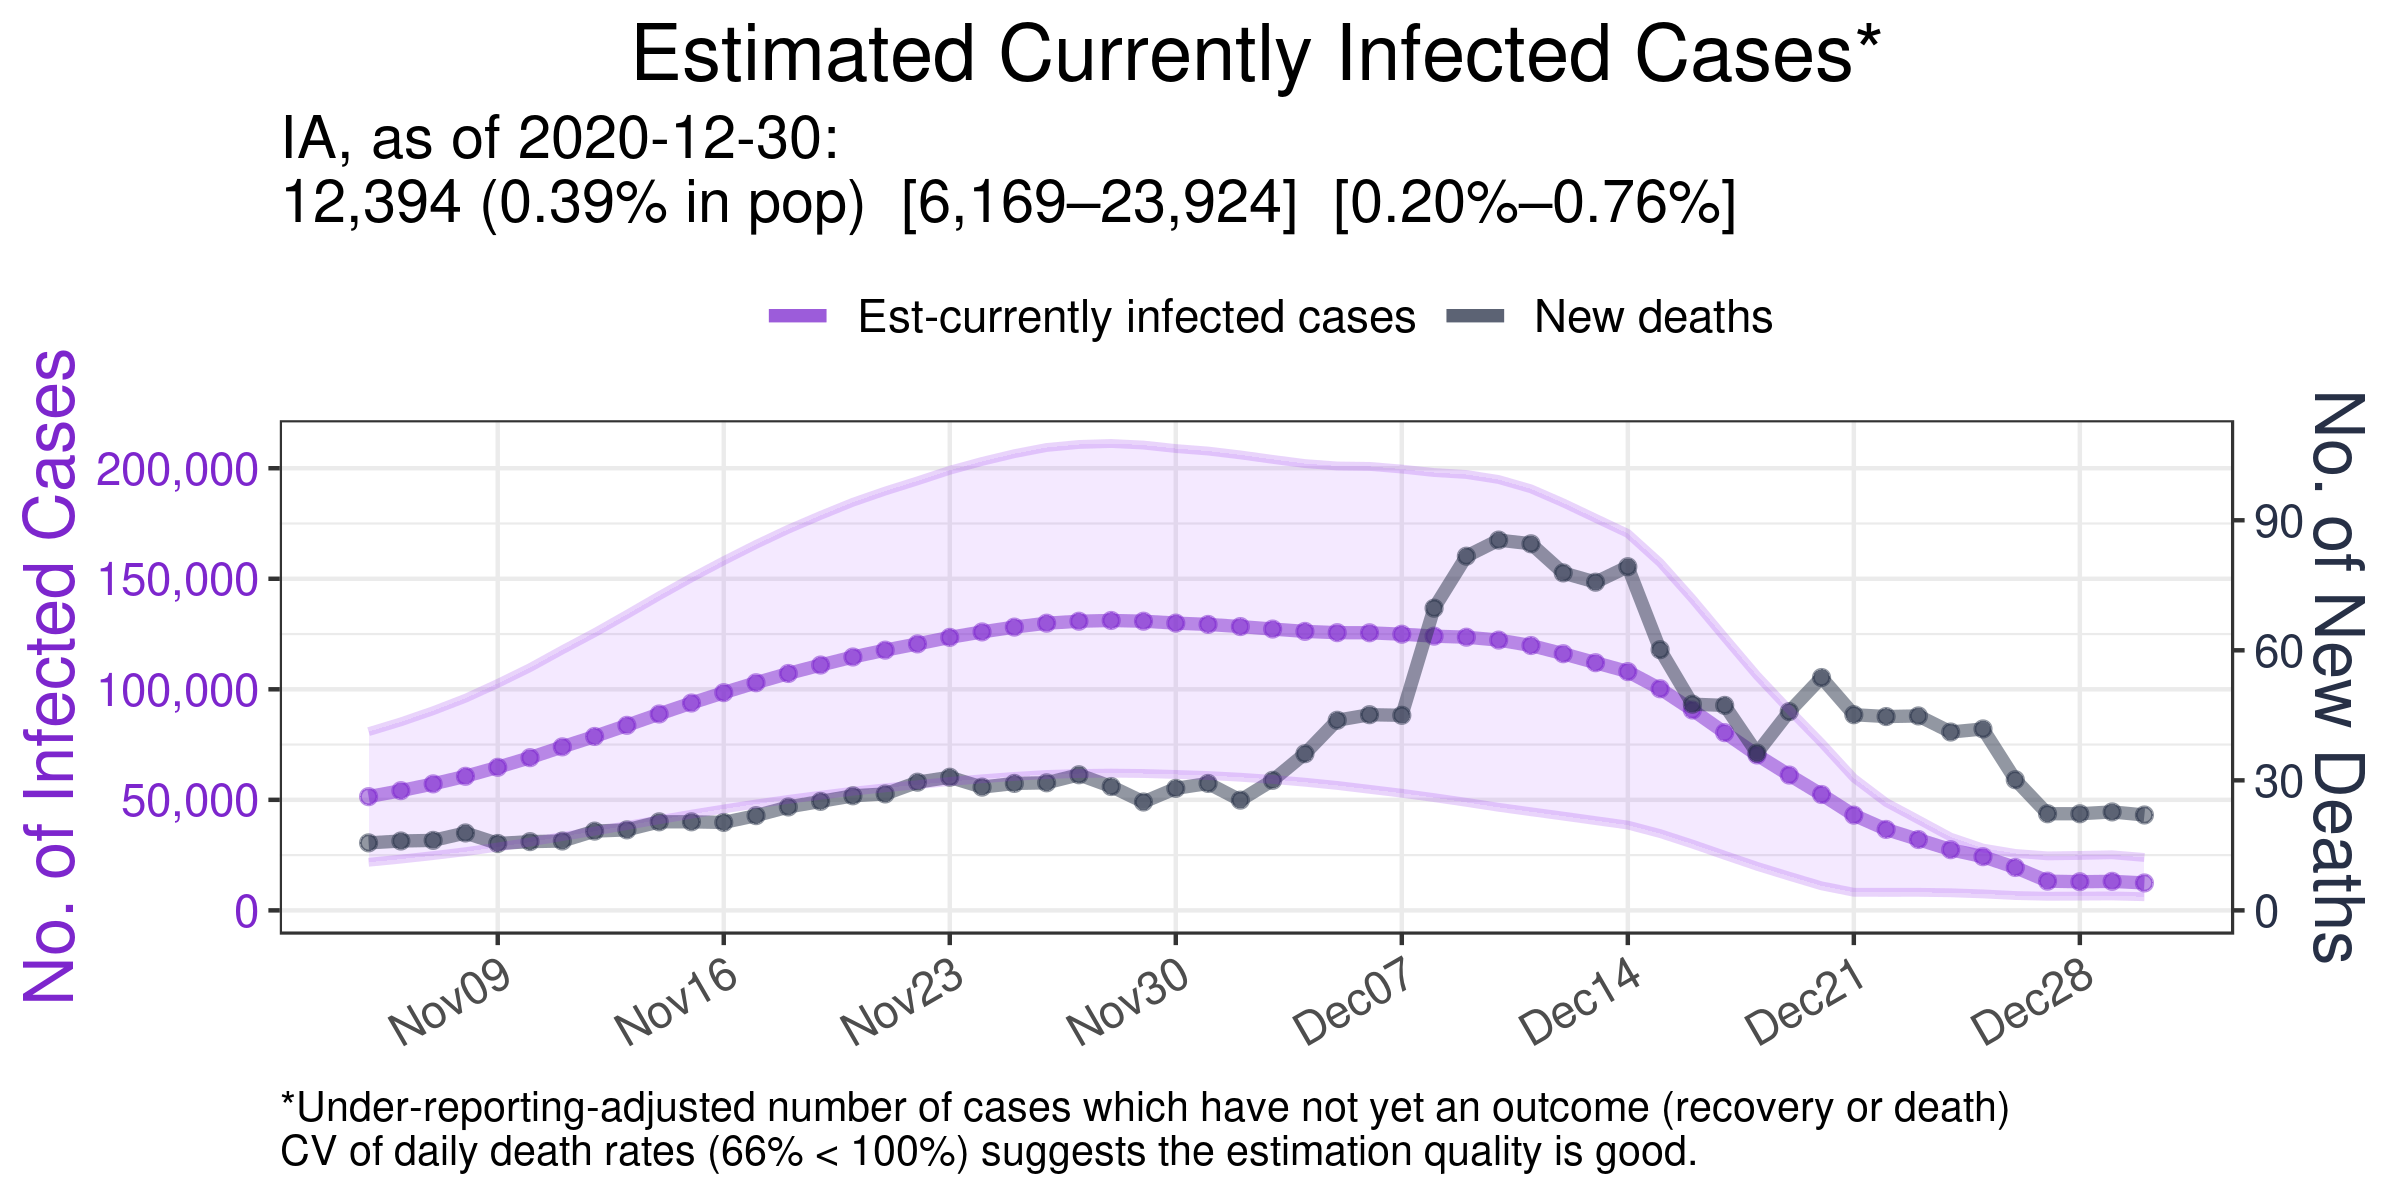 Estimated Currently Infected Cases*
IA, as of 2020-12-30:
12,394 (0.39% in pop)  [6,169–23,924]  [0.20%–0.76%]
Est-currently infected cases
New deaths
No. of Infected Cases
200,000
150,000
100,000
50,000
0
90
60
30
0
No. of New Deaths
Nov09
Nov16
Nov23
Nov30
Dec07
Dec14
Dec21
Dec28
*Under-reporting-adjusted number of cases which have not yet an outcome (recovery or death)
CV of daily death rates (66% < 100%) suggests the estimation quality is good.